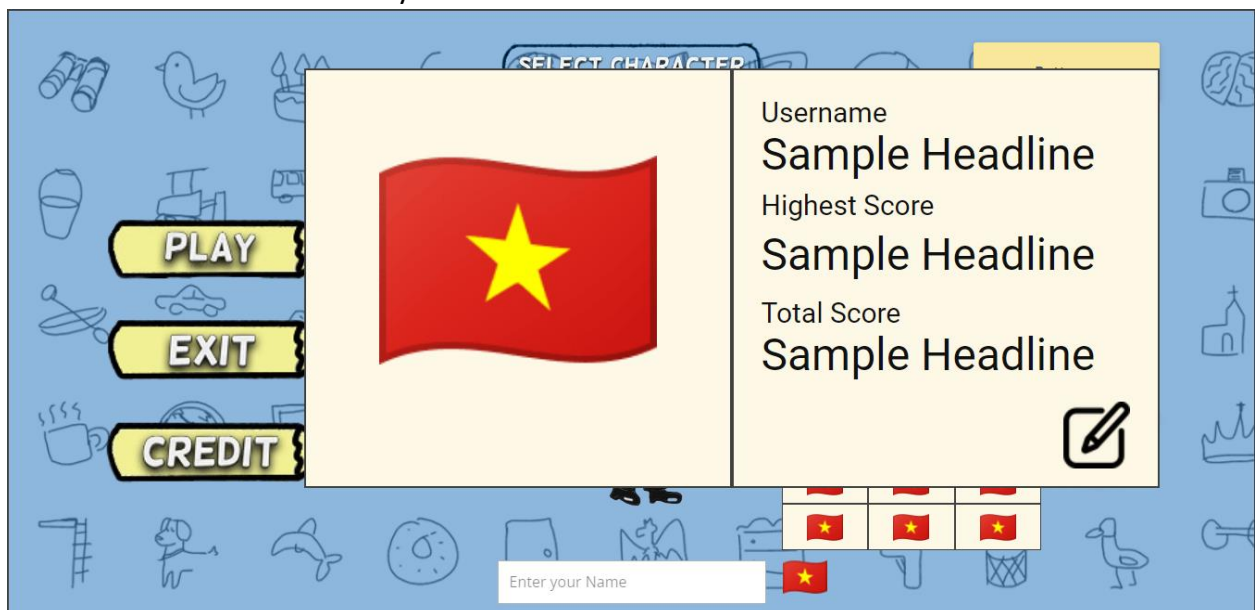 SELECT CHARACTER
Username
Sample Headline
Highest Score
Sample Headline
Total Score
Sample Headline
PLAY
EXIT
CREDIT
Enter your Name